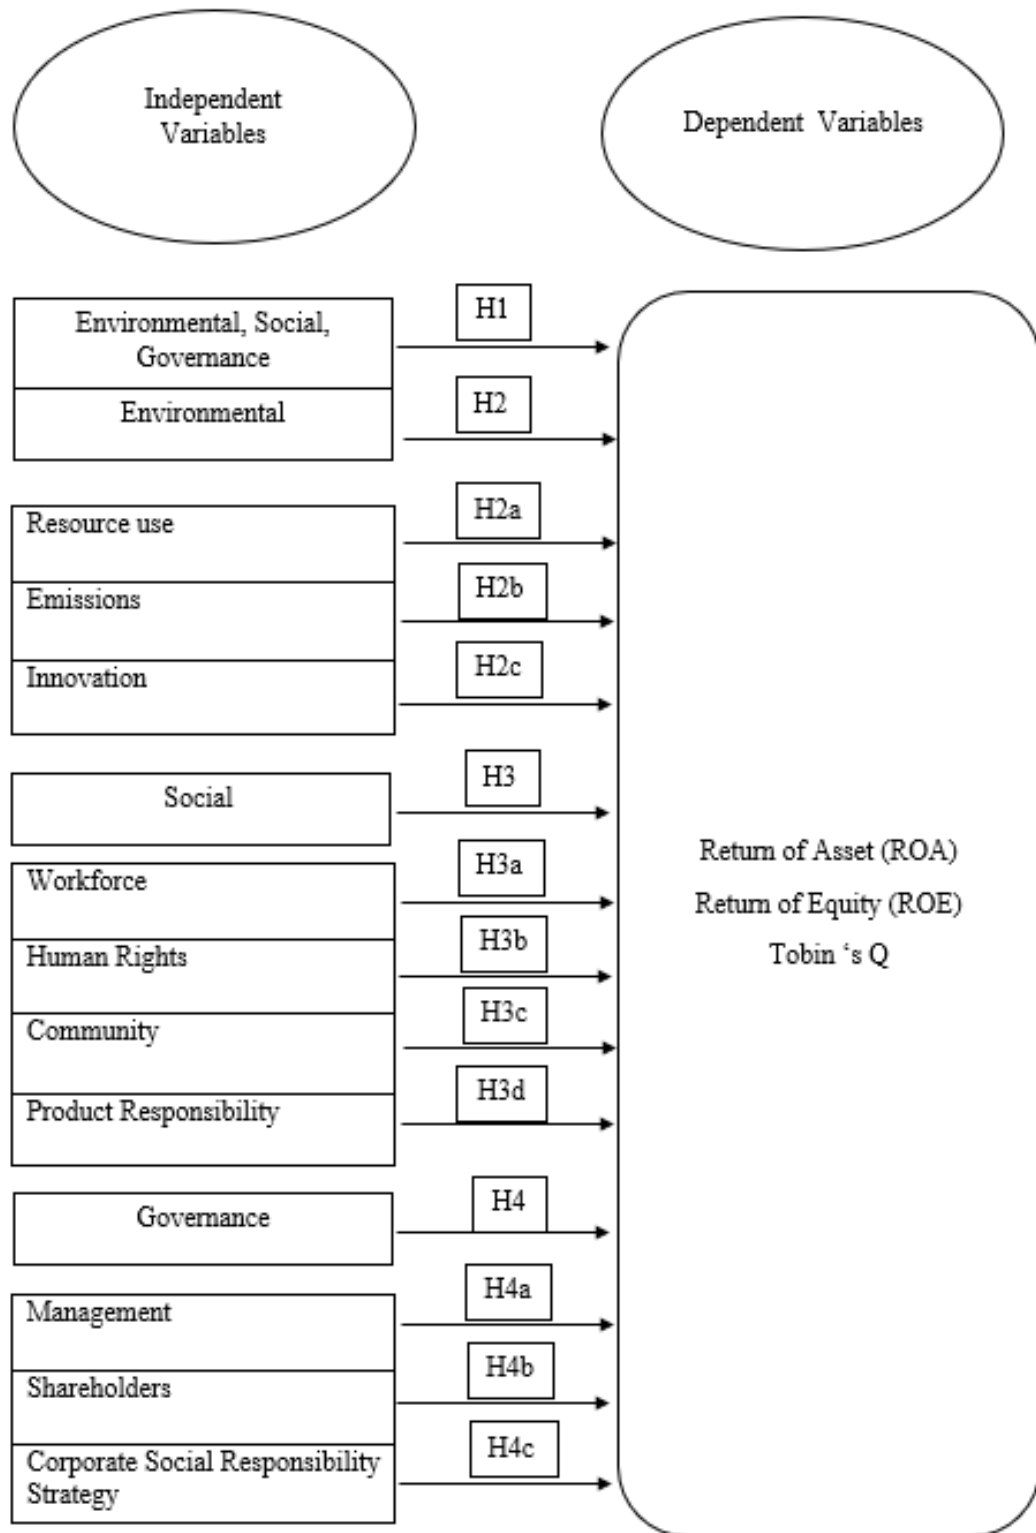 Independent
Variables
Dependent Variables
Environmental, Social,
Governance
H1
Environmental
H2
Resource use
H2a
Emissions
H2b
Innovation
H2c
Social
H3
Workforce
H3a
Human Rights
H3b
Community
H3c
Product Responsibility
H3d
Governance
H4
Management
H4a
Shareholders
H4b
Corporate Social Responsibility
Strategy
H4c
Return of Asset (ROA)
Return of Equity (ROE)
Tobin ‘s Q